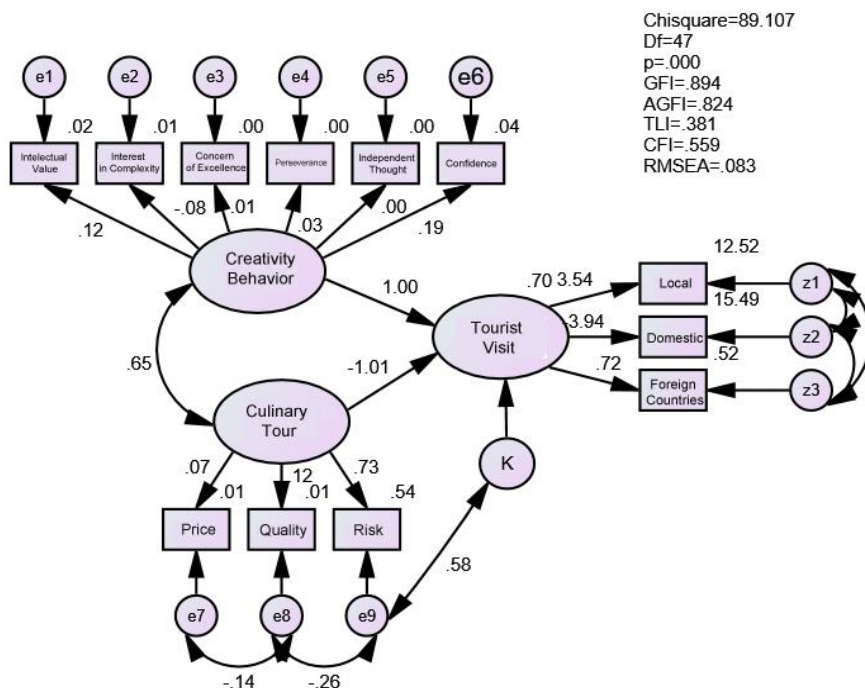 Chisquare=89.107
Df=47
p=.000
GFI=.894
AGFI=.824
TLI=.381
CFI=.559
RMSEA=.083
e1 e2 e3 e4 e5 e6
.02 .01 .00 .00 .00 .04
Intelectual
Value
Interest
in Complexity
Concern
of Excellence
Perseverance
Independent
Thought
Confidence
.12 -.08 .01 .03 .00 .19
Creativity
Behavior
1.00
.65
-1.01
Culinary
Tour
Tourist
Visit
.70 3.54
-3.94
.72
12.52
Local
z1
15.49
Domestic
z2
.52
Foreign
Countries
z3
K
.58
.07 12 .73
.01 .01 .54
Price Quality Risk
e7 e8 e9
-.14 -.26